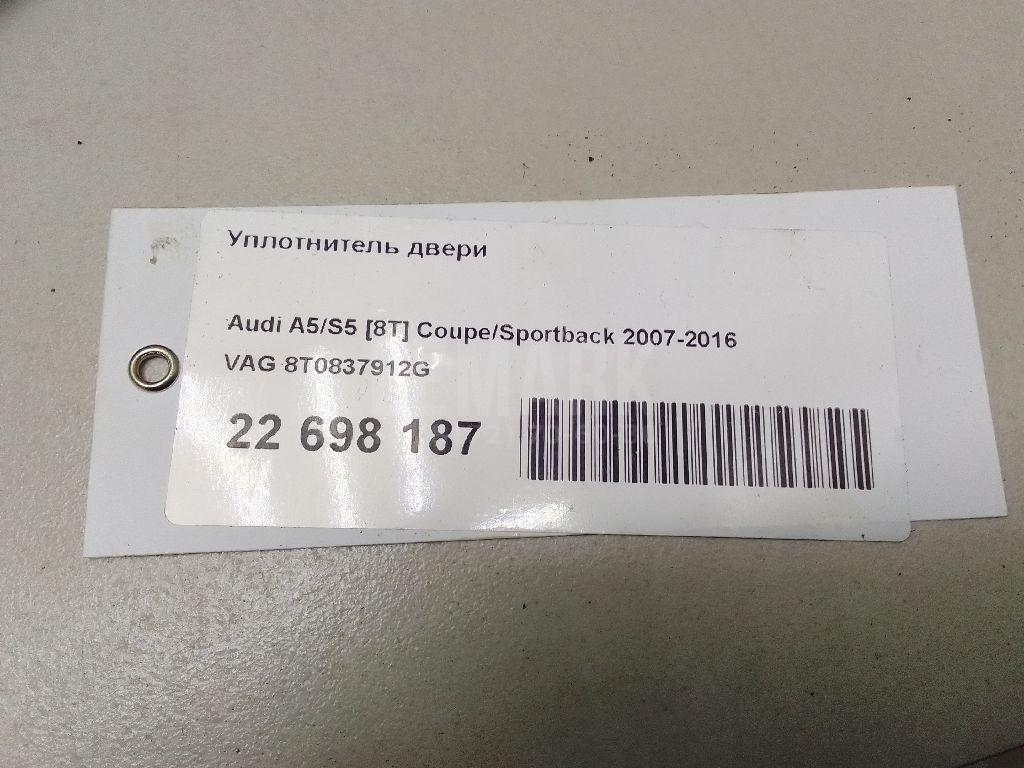 Уплотнитель двери
Audi A5/S5 [8T] Coupe/Sportback 2007-2016
VAG 8T0837912G
22 698 187